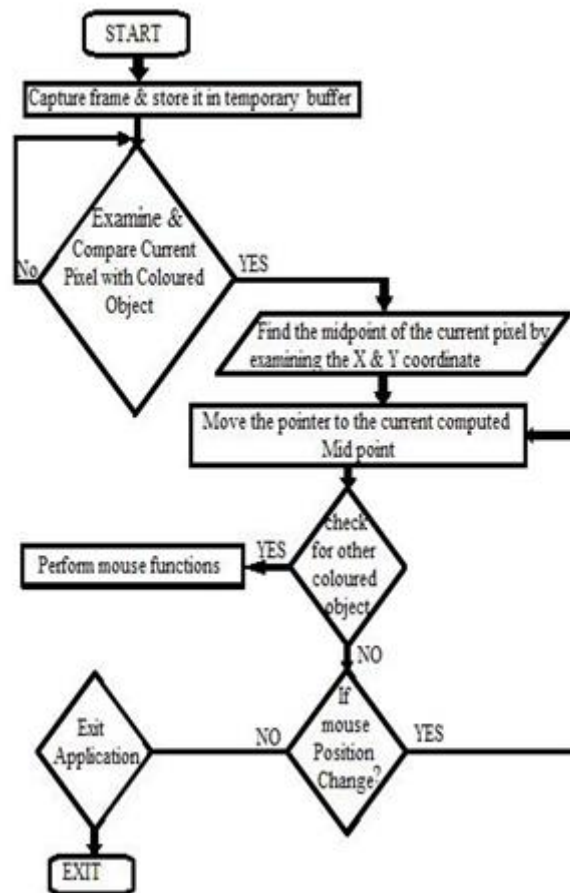 START
Capture frame & store it in temporary buffer
Examine &
Compare Current
Pixel with Coloured
Object
No
YES
Find the midpoint of the current pixel by
examining the X & Y coordinate
Move the pointer to the current computed
Mid point
check
for other
coloured
object
YES
Perform mouse functions
NO
If
mouse
Position
Change?
YES
NO
Exit
Application
EXIT